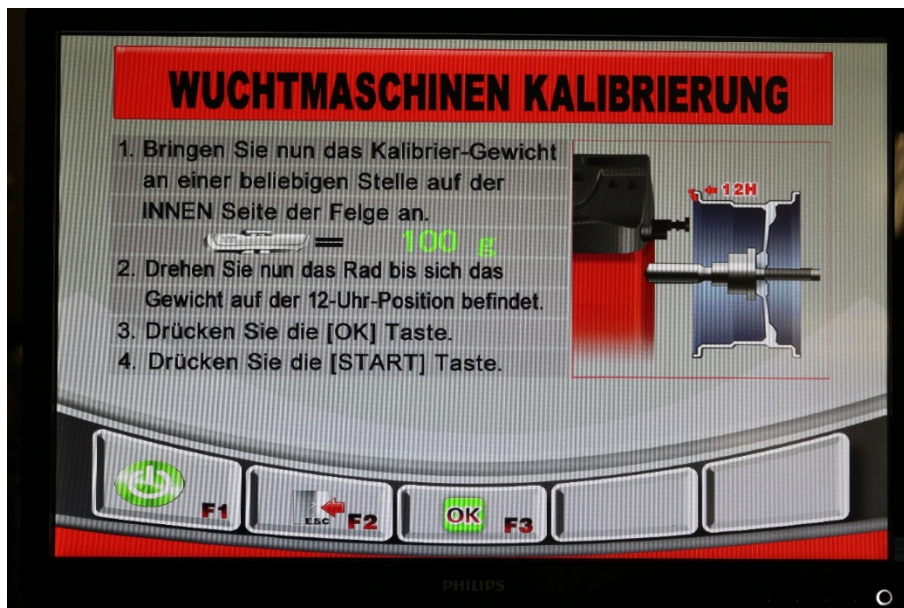 WUCHTMASCHINEN KALIBRIERUNG
1. Bringen Sie nun das Kalibrier-Gewicht
an einer beliebigen Stelle auf der
INNEN Seite der Felge an.
= 100 g
2. Drehen Sie nun das Rad bis sich das
Gewicht auf der 12-Uhr-Position befindet.
3. Drücken Sie die [OK] Taste.
4. Drücken Sie die [START] Taste.
12H
F1
ESC F2
OK F3
PHILIPS